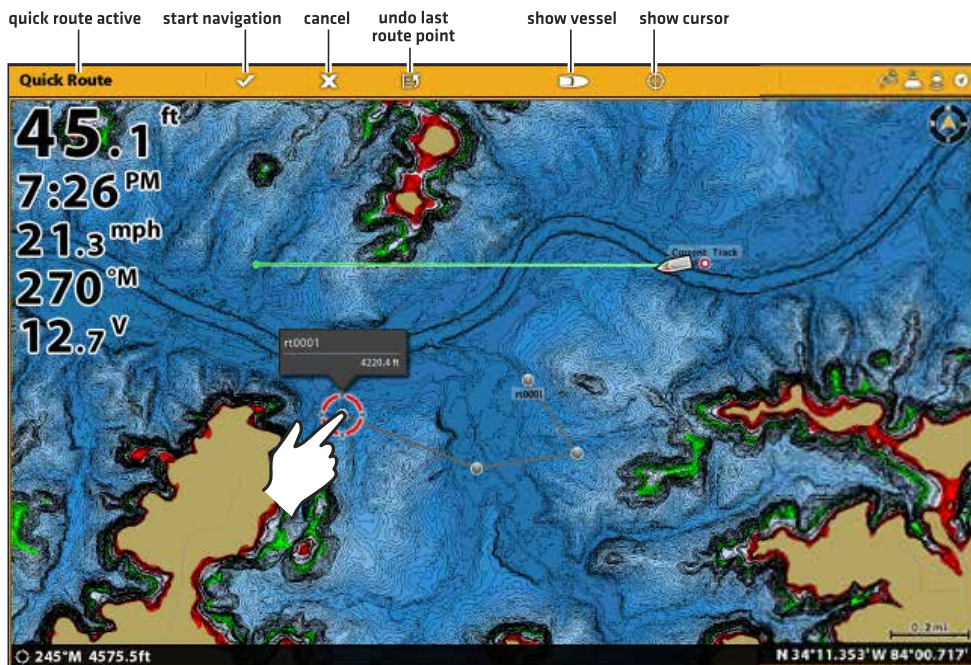 quick route active
start navigation
cancel
undo last
route point
show vessel
show cursor
Quick Route
45.1 ft
7:26 PM
21.3 mph
270 °M
12.7 V
Current Track
rt0001
4220.4 ft
rt0001
0.2mi
245°M 4575.5ft
N 34°11.353' W 84°00.717'